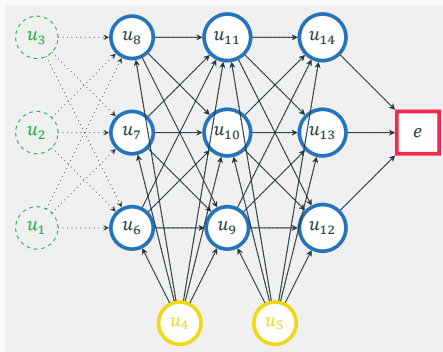 u₃ u₈ u₁₁ u₁₄
u₂ u₇ u₁₀ u₁₃ e
u₁ u₆ u₉ u₁₂
u₄ u₅